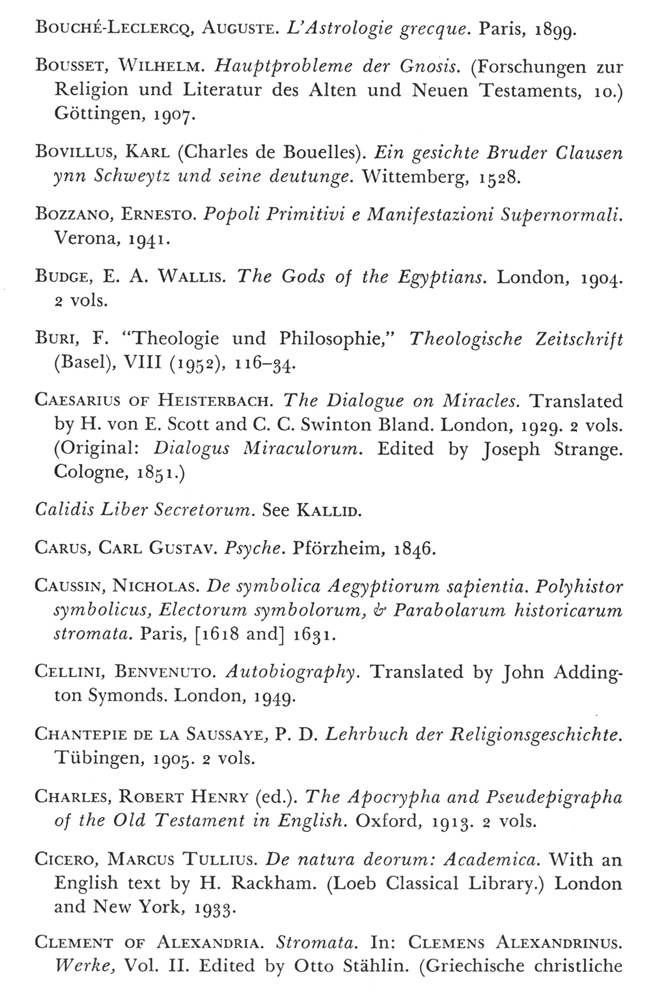 BOUCHÉ-LECLERCQ, AUGUSTE. L'Astrologie grecque. Paris, 1899.
BOUSSET, WILHELM. Hauptprobleme der Gnosis. (Forschungen zur
Religion und Literatur des Alten und Neuen Testaments, 10.)
Göttingen, 1907.
BOVILLUS, KARL (Charles de Bouelles). Ein gesichte Bruder Clausen
ynn Schweytz und seine deutunge. Wittemberg, 1528.
BOZZANO, ERNESTO. Popoli Primitivi e Manifestazioni Supernormali.
Verona, 1941.
BUDGE, E. A. WALLIS. The Gods of the Egyptians. London, 1904.
2 vols.
BURI, F. "Theologie und Philosophie," Theologische Zeitschrift
(Basel), VIII (1952), 116–34.
CAESARIUS OF HEISTERBACH. The Dialogue on Miracles. Translated
by H. von E. Scott and C. C. Swinton Bland. London, 1929. 2 vols.
(Original: Dialogus Miraculorum. Edited by Joseph Strange.
Cologne, 1851.)
Calidis Liber Secretorum. See KALLID.
CARUS, CARL GUSTAV. Psyche. Pförzheim, 1846.
CAUSSIN, NICHOLAS. De symbolica Aegyptiorum sapientia. Polyhistor
symbolicus, Electorum symbolorum, & Parabolarum historicarum
stromata. Paris, [1618 and] 1631.
CELLINI, BENVENUTO. Autobiography. Translated by John Adding-
ton Symonds. London, 1949.
CHANTEPIE DE LA SAUSSAYE, P. D. Lehrbuch der Religionsgeschichte.
Tübingen, 1905. 2 vols.
CHARLES, ROBERT HENRY (ed.). The Apocrypha and Pseudepigrapha
of the Old Testament in English. Oxford, 1913. 2 vols.
CICERO, MARCUS TULLIUS. De natura deorum: Academica. With an
English text by H. Rackham. (Loeb Classical Library.) London
and New York, 1933.
CLEMENT OF ALEXANDRIA. Stromata. In: CLEMENS ALEXANDRINUS.
Werke, Vol. II. Edited by Otto Stählin. (Griechische christliche